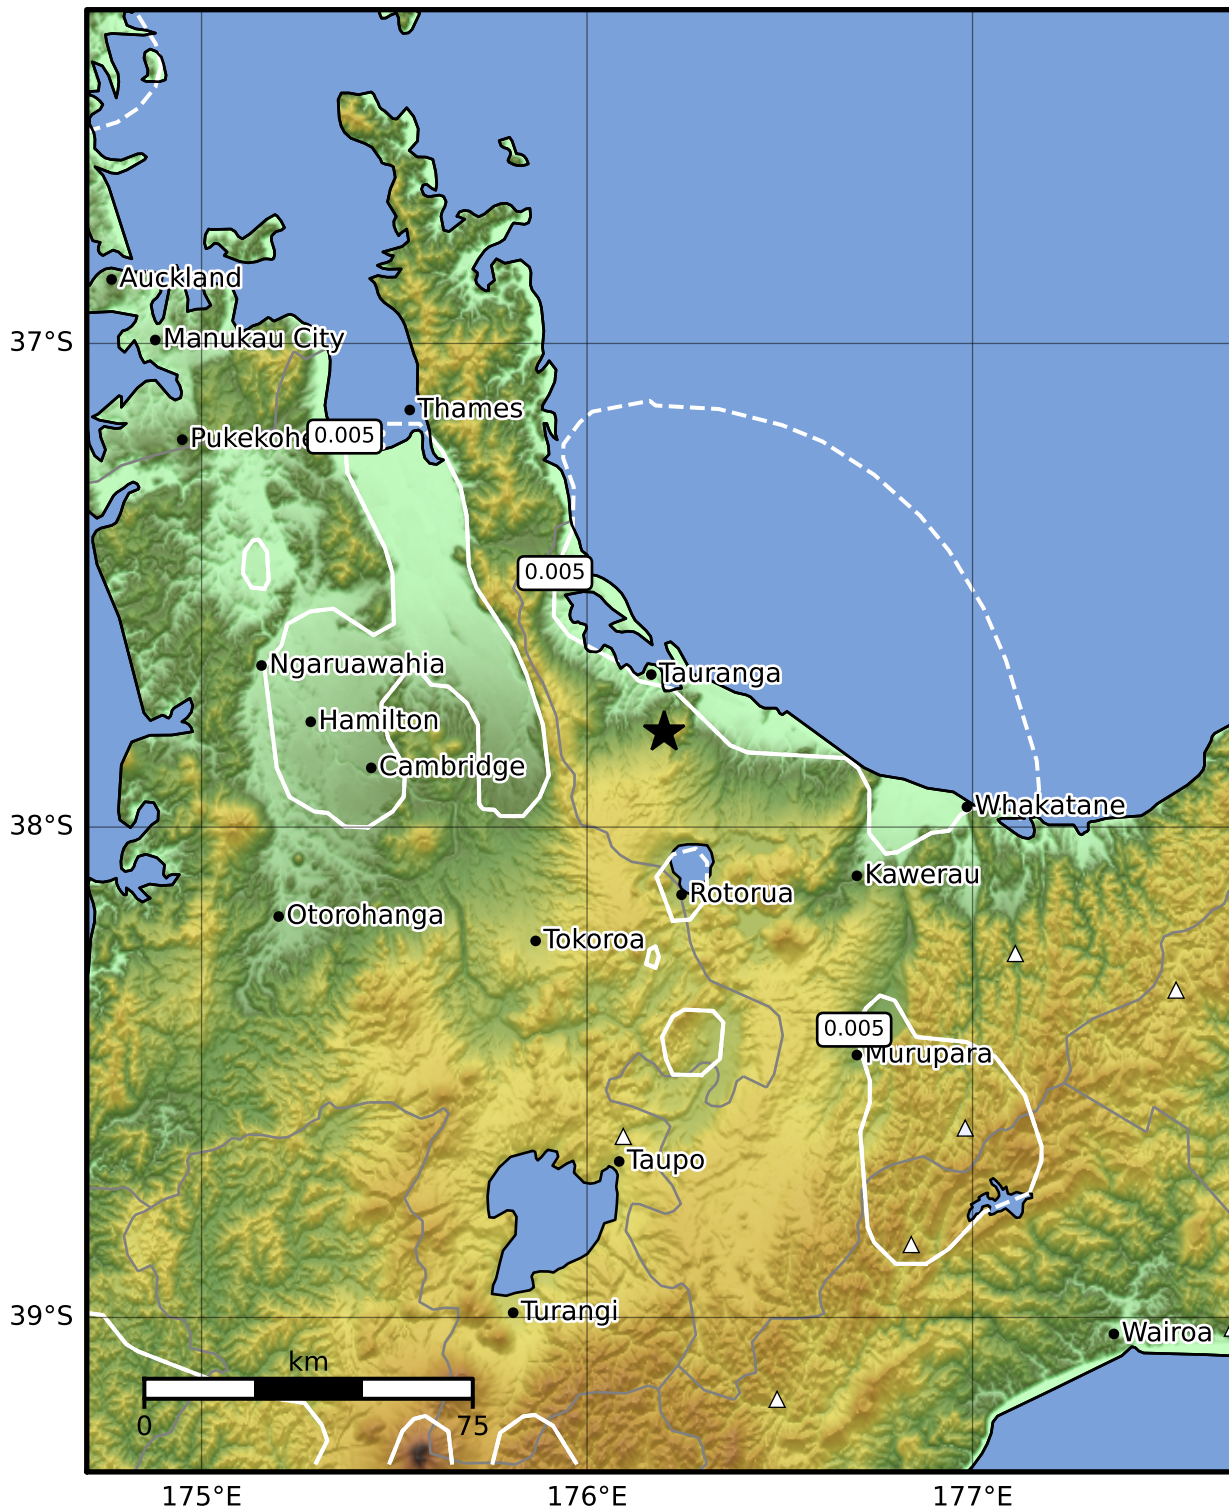 Auckland
Manukau City
37°S
Thames
Pukekohe
0.005
0.005
Ngaruawahia
Tauranga
Hamilton
Cambridge
Whakatane
38°S
Kawerau
Rotorua
Otorohanga
Tokoroa
0.005
Murupara
Taupo
Turangi
39°S
Wairoa
km
0
75
175°E
176°E
177°E